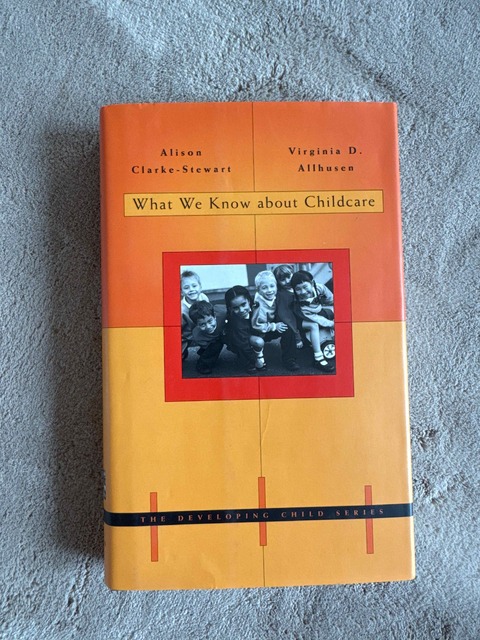 Alison
Clarke-Stewart
Virginia D.
Allhusen
What We Know about Childcare
THE DEVELOPING CHILD SERIES